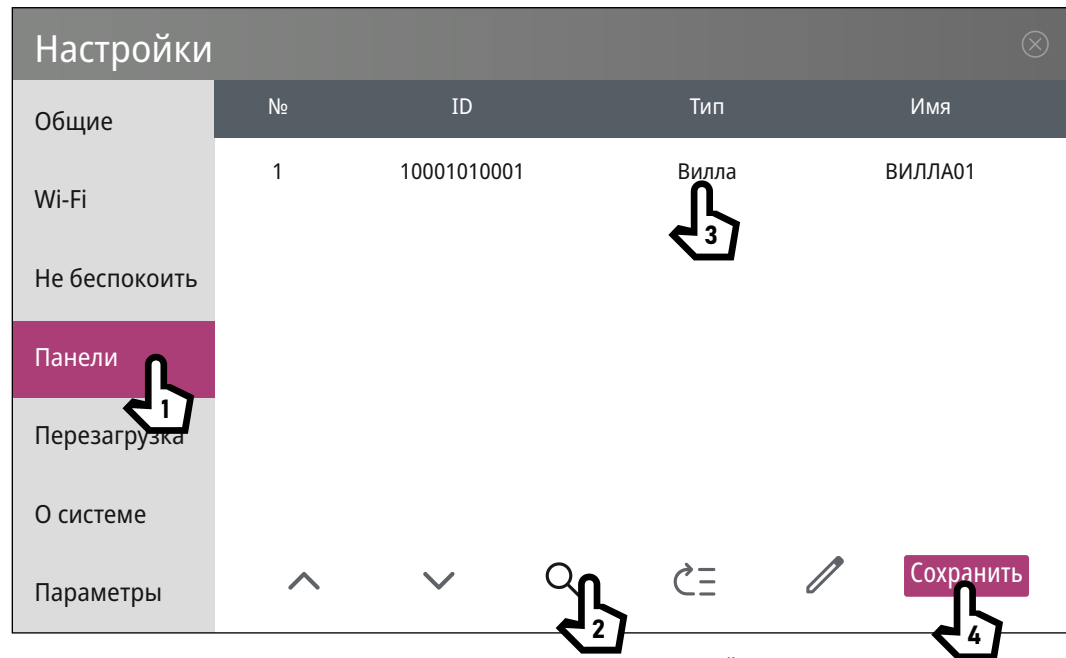 Настройки
Общие
Wi-Fi
Не беспокоить
Панели
Перезагрузка
О системе
Параметры
№ ID Тип Имя
1 10001010001 Вилла ВИЛЛА01
3
1
2
Сохранить
4